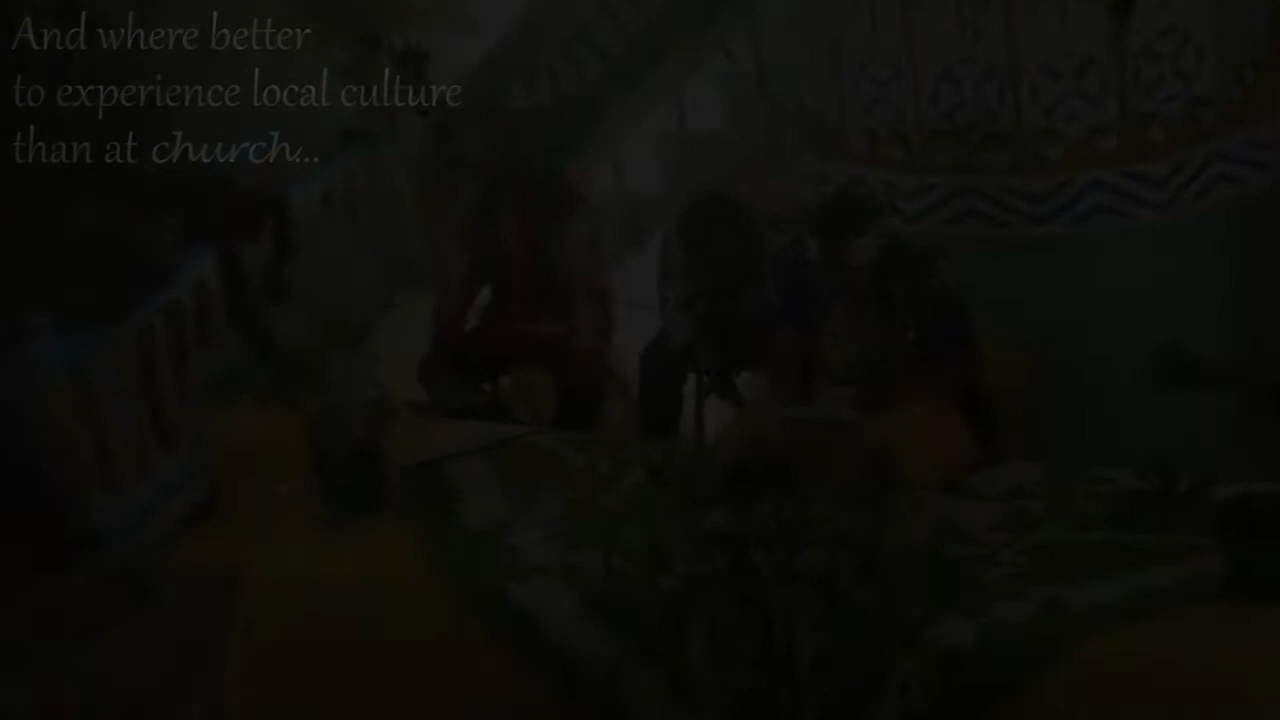 And where better
to experience local culture
than at church...